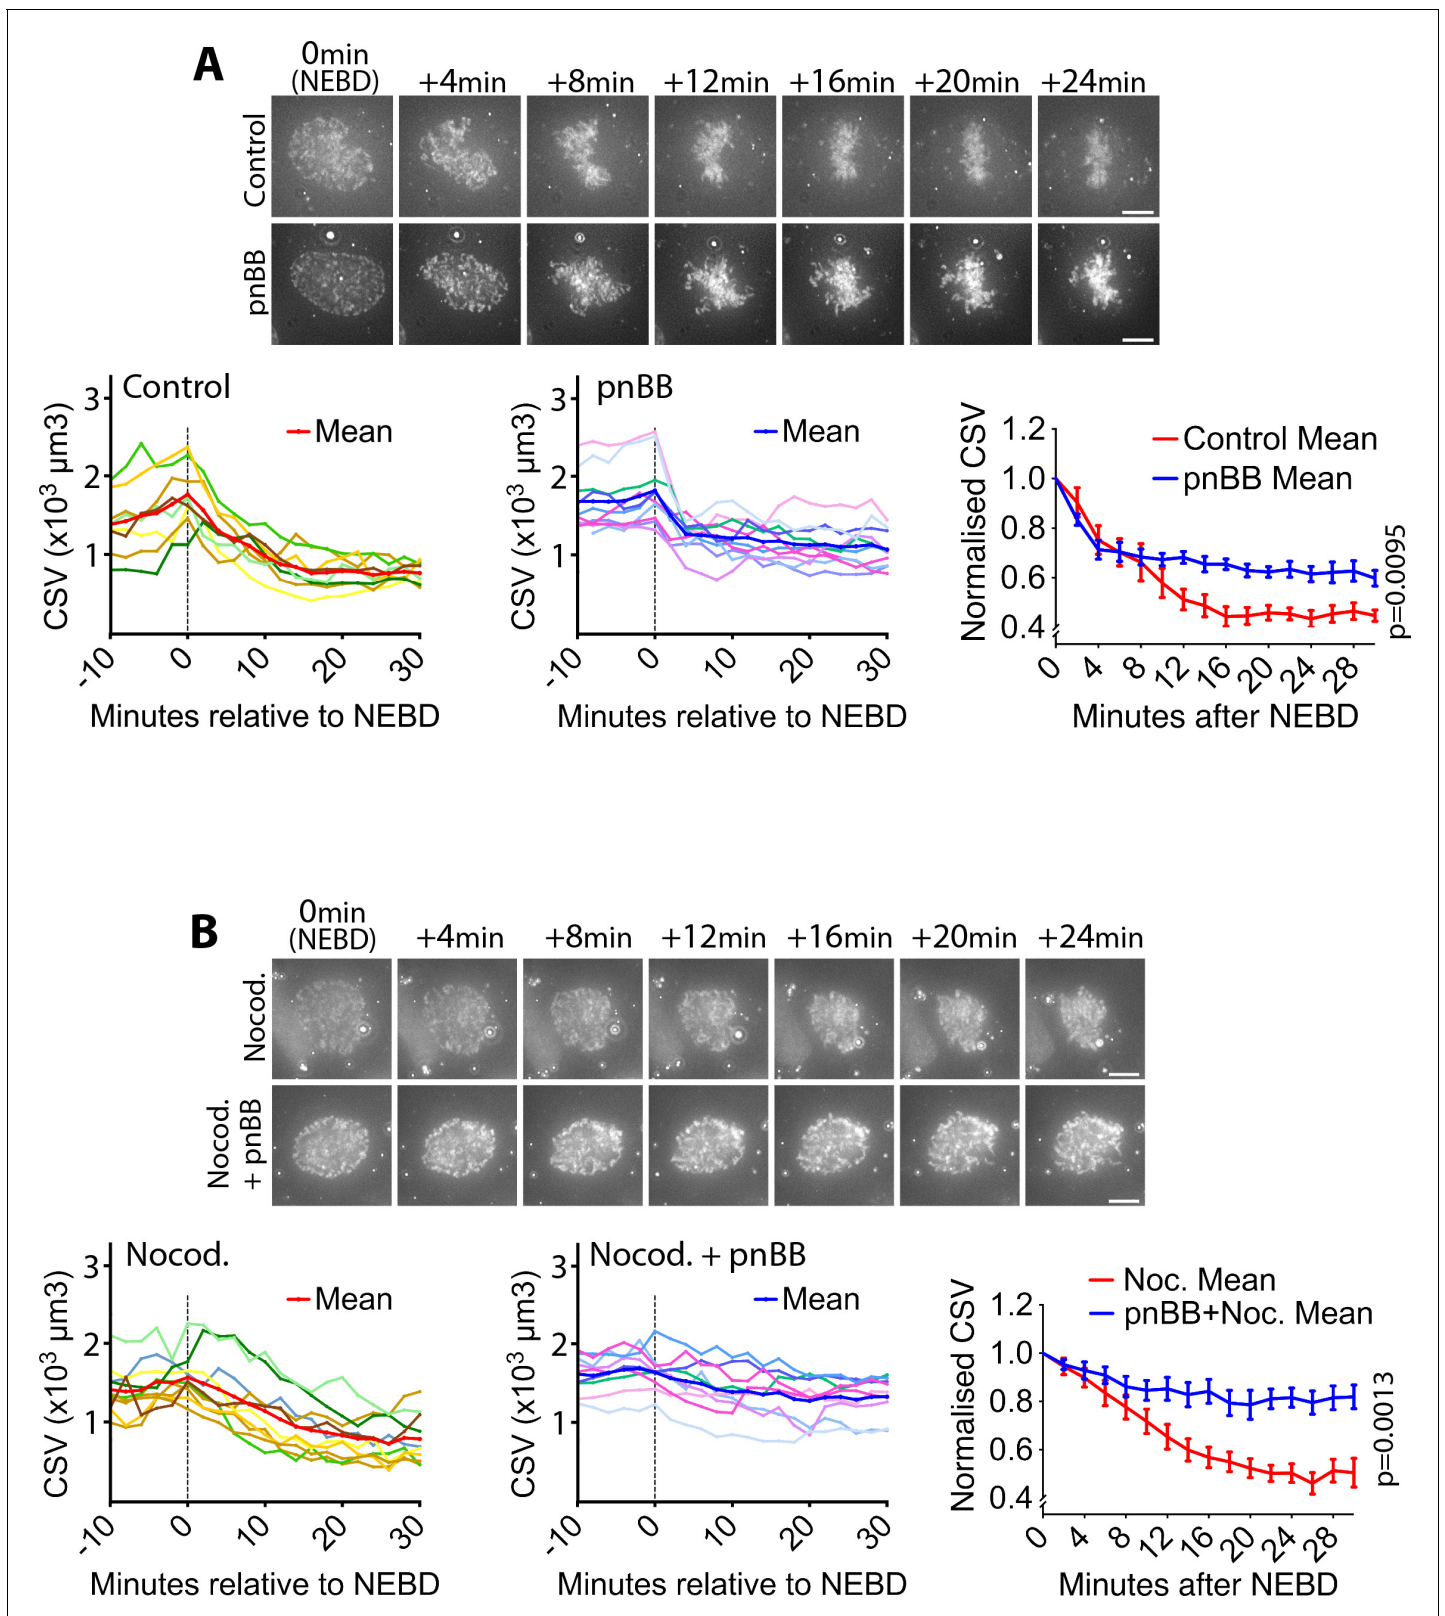 A
0min
(NEBD)
+4min
+8min
+12min
+16min
+20min
+24min
Control
pnBB
Control
Mean
CSV (x10³ µm3)
3
2
1
-10
0
10
20
30
Minutes relative to NEBD
pnBB
Mean
CSV (x10³ µm3)
3
2
1
-10
0
10
20
30
Minutes relative to NEBD
Control Mean
pnBB Mean
Normalised CSV
1.2
1.0
0.8
0.6
0.4
0
4
8
12
16
20
24
28
Minutes after NEBD
p=0.0095
B
0min
(NEBD)
+4min
+8min
+12min
+16min
+20min
+24min
Nocod.
Nocod.
+ pnBB
Nocod.
Mean
CSV (x10³ µm3)
3
2
1
-10
0
10
20
30
Minutes relative to NEBD
Nocod. + pnBB
Mean
CSV (x10³ µm3)
3
2
1
-10
0
10
20
30
Minutes relative to NEBD
Noc. Mean
pnBB+Noc. Mean
Normalised CSV
1.2
1.0
0.8
0.6
0.4
0
4
8
12
16
20
24
28
Minutes after NEBD
p=0.0013